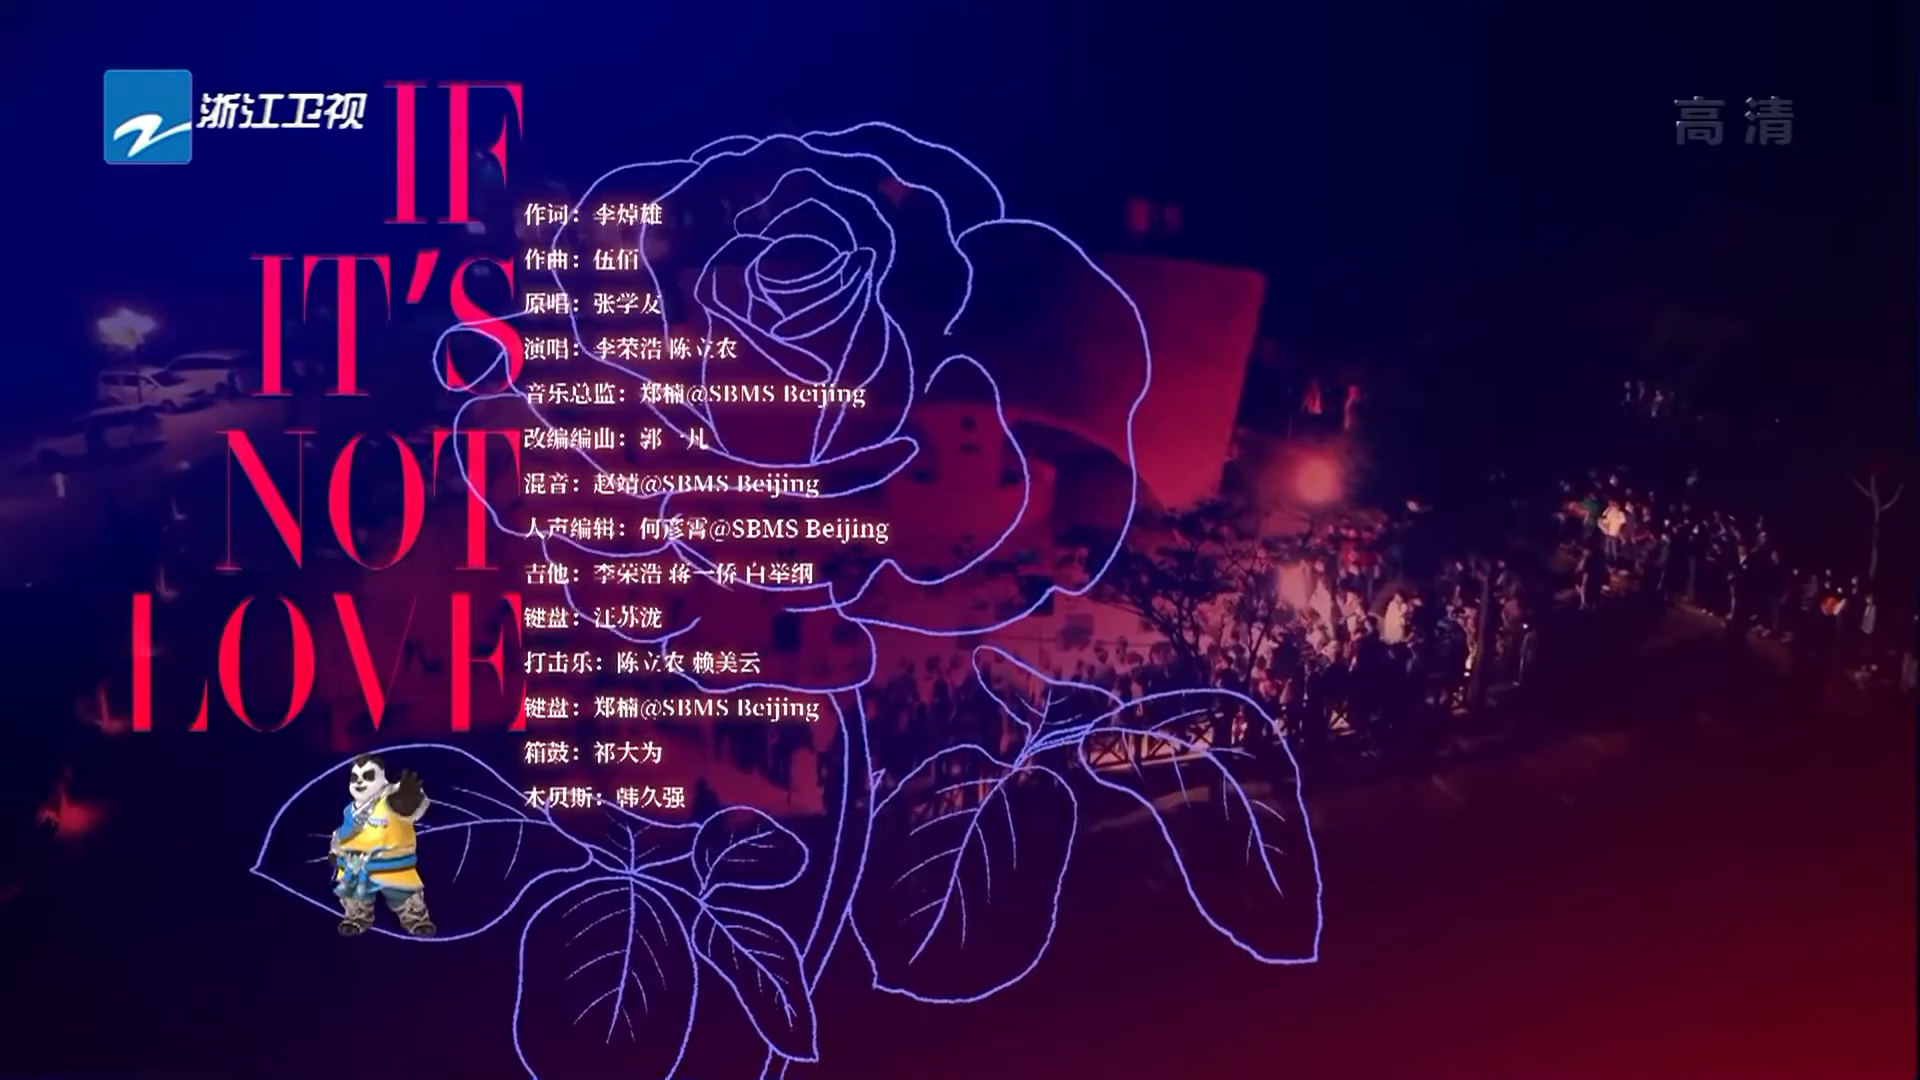 浙江卫视
高清
IF
IT'S
NOT
LOVE
作词：李焯雄
作曲：伍佰
原唱：张学友
演唱：李荣浩 陈立农
音乐总监：郑楠@SBMS Beijing
改编编曲：郭一凡
混音：赵靖@SBMS Beijing
人声编辑：何彦霄@SBMS Beijing
吉他：李荣浩 蒋一侨 白举纲
键盘：汪苏泷
打击乐：陈立农 赖美云
键盘：郑楠@SBMS Beijing
箱鼓：祁大为
木贝斯：韩久强